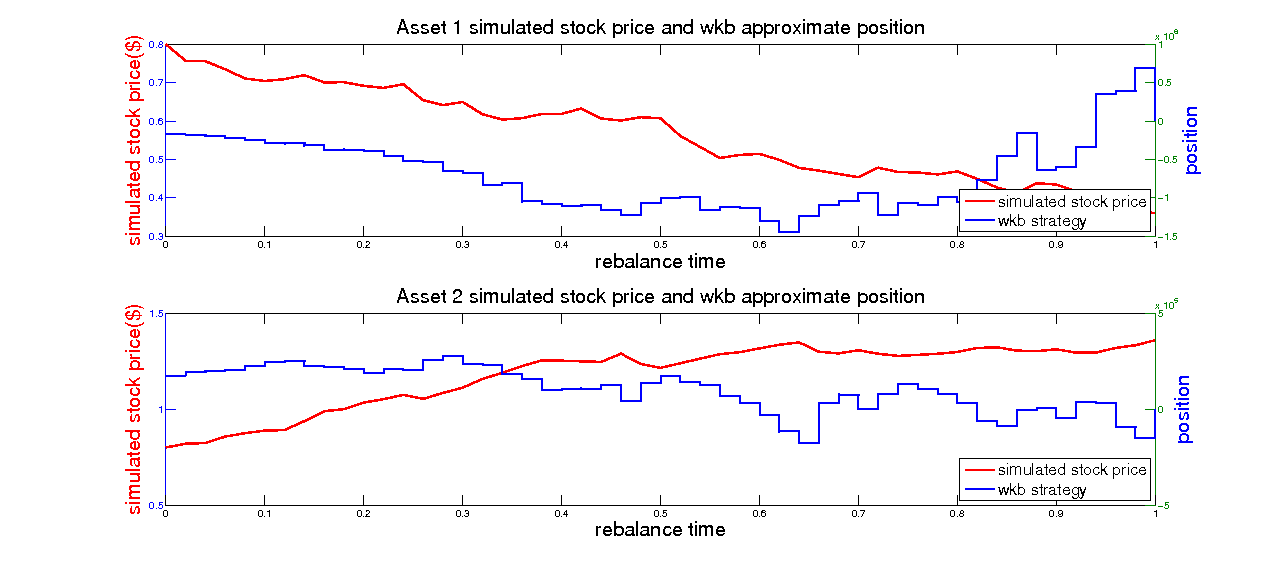 Asset 1 simulated stock price and wkb approximate position
x 10
simulated stock price($)
0.8
0.7
0.6
0.5
0.4
0.3
1
0.5
0
−0.5
−1
−1.5
position
0 0.1 0.2 0.3 0.4 0.5 0.6 0.7 0.8 0.9 1
rebalance time
simulated stock price
wkb strategy
Asset 2 simulated stock price and wkb approximate position
x 10
simulated stock price($)
1.5
1
0.5
5
0
−5
position
0 0.1 0.2 0.3 0.4 0.5 0.6 0.7 0.8 0.9 1
rebalance time
simulated stock price
wkb strategy